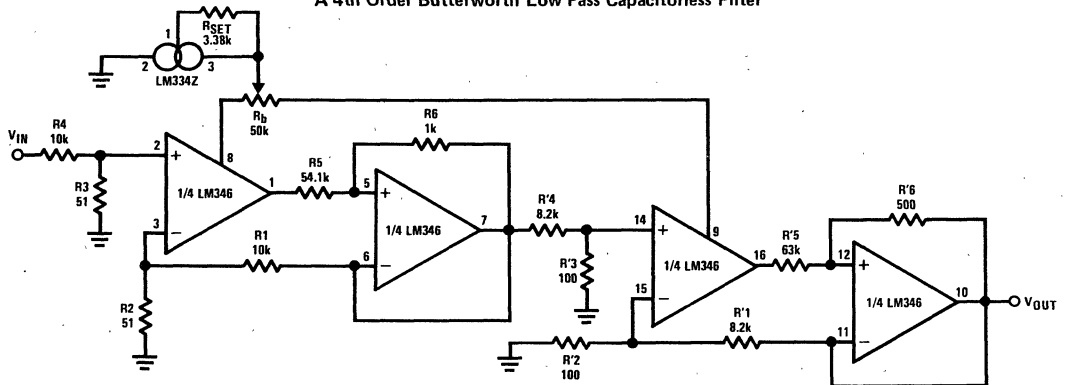 A 4th Order Butterworth Low Pass Capacitorless Filter
1
RSET
3.38k
2
3
LM334Z
Rb
50k
VIN
R4
10k
2
+
8
R3
51
1/4 LM346
1
3
−
R5
54.1k
R6
1k
5
+
1/4 LM346
7
6
−
R1
10k
R2
51
R'4
8.2k
14
+
9
R'3
100
1/4 LM346
16
15
−
R'5
63k
R'6
500
12
+
1/4 LM346
10
VOUT
11
−
R'1
8.2k
R'2
100